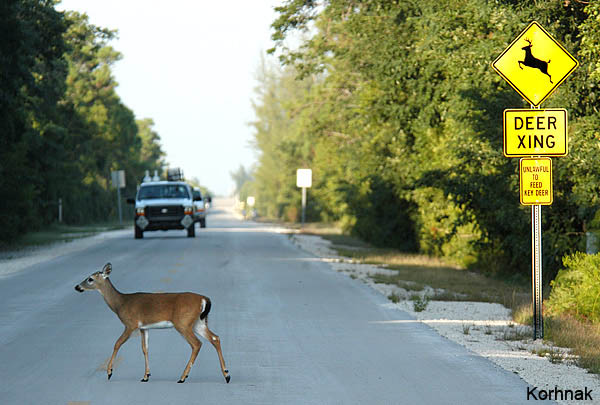 DEER
XING
UNLAWFUL
TO
FEED
KEY DEER
Korhnak